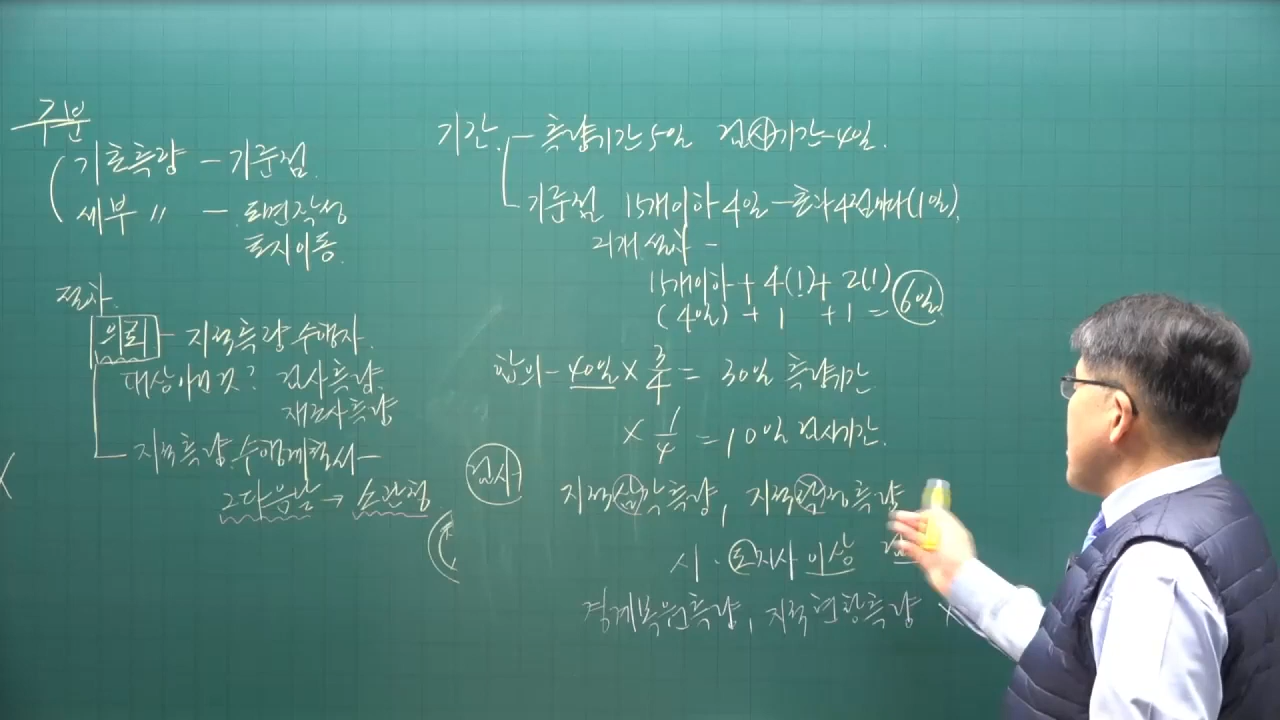 구분
기초측량 - 기준점.
세부 〃 - 도면작성
토지이동.
절차.
의뢰 - 지적측량수행자.
대상아닌것? 검사측량.
재조사측량
지적측량.수행계획서 -
그다음날 → 소관청
기간. - 측량기간 5일 검사기간-4일.
기준점 15개이하 4일 - 초과 4점마다(1일).
21개 설치 -
15개이하 + 4(1)+ 2(1)
(4일) + 1 +1 = 6일
합의 - 40일 × 3/4 = 30일 측량기간
× 1/4 = 10일 검사기간.
검사
지적삼각측량, 지적확정측량
시·도지사 이상 검
경계복원측량, 지적현황측량 ×